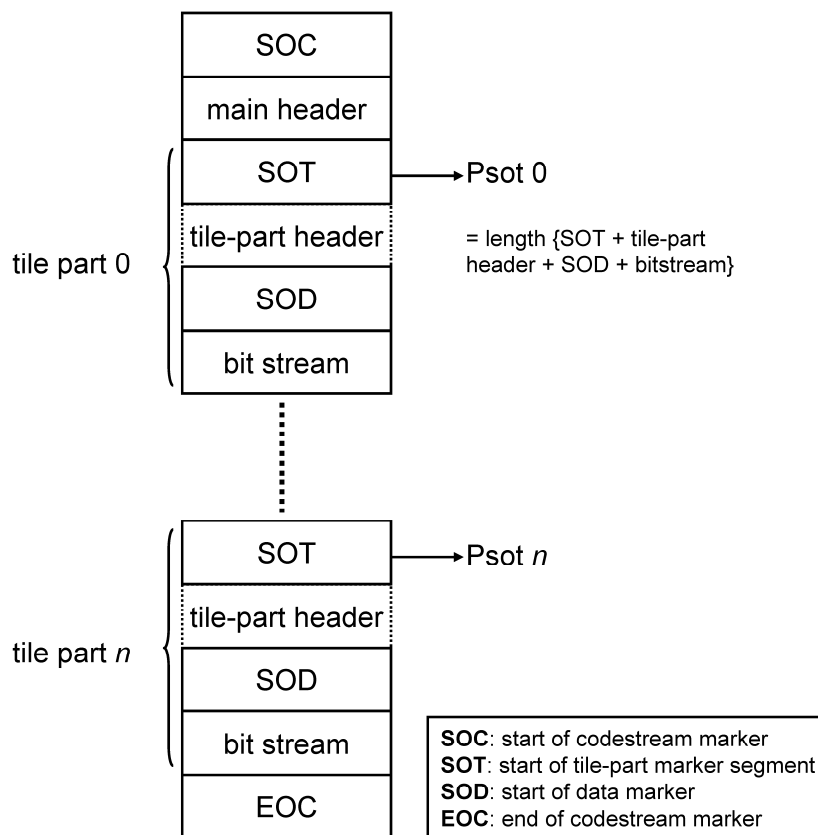 SOC
main header
SOT
Psot 0
tile-part header
= length {SOT + tile-part
header + SOD + bitstream}
tile part 0
SOD
bit stream
SOT
Psot n
tile-part header
tile part n
SOD
bit stream
EOC
SOC: start of codestream marker
SOT: start of tile-part marker segment
SOD: start of data marker
EOC: end of codestream marker